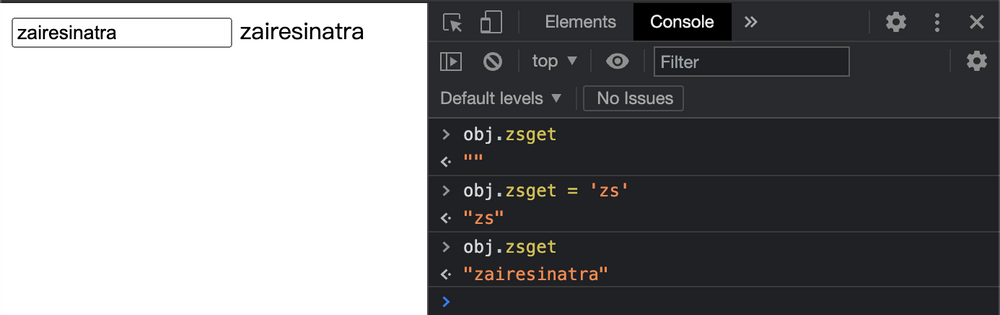 zairesinatra zairesinatra
Elements Console »
top ▼ Filter
Default levels ▼ No Issues
> obj.zsget
<· ""
> obj.zsget = 'zs'
<· "zs"
> obj.zsget
<· "zairesinatra"
>